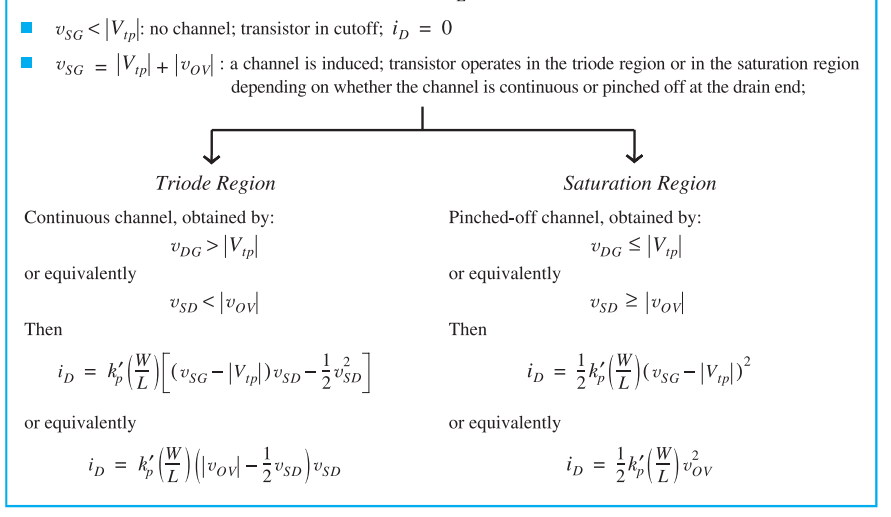 ■ v_SG < |V_tp|: no channel; transistor in cutoff; i_D = 0
■ v_SG = |V_tp| + |v_OV| : a channel is induced; transistor operates in the triode region or in the saturation region
depending on whether the channel is continuous or pinched off at the drain end;
Triode Region
Continuous channel, obtained by:
v_DG > |V_tp|
or equivalently
v_SD < |v_OV|
Then
i_D = k′_p (W/L) [(v_SG – |V_tp|) v_SD – 1/2 v²_SD]
or equivalently
i_D = k′_p (W/L) (|v_OV| – 1/2 v_SD) v_SD
Saturation Region
Pinched-off channel, obtained by:
v_DG ≤ |V_tp|
or equivalently
v_SD ≥ |v_OV|
Then
i_D = 1/2 k′_p (W/L) (v_SG – |V_tp|)²
or equivalently
i_D = 1/2 k′_p (W/L) v²_OV